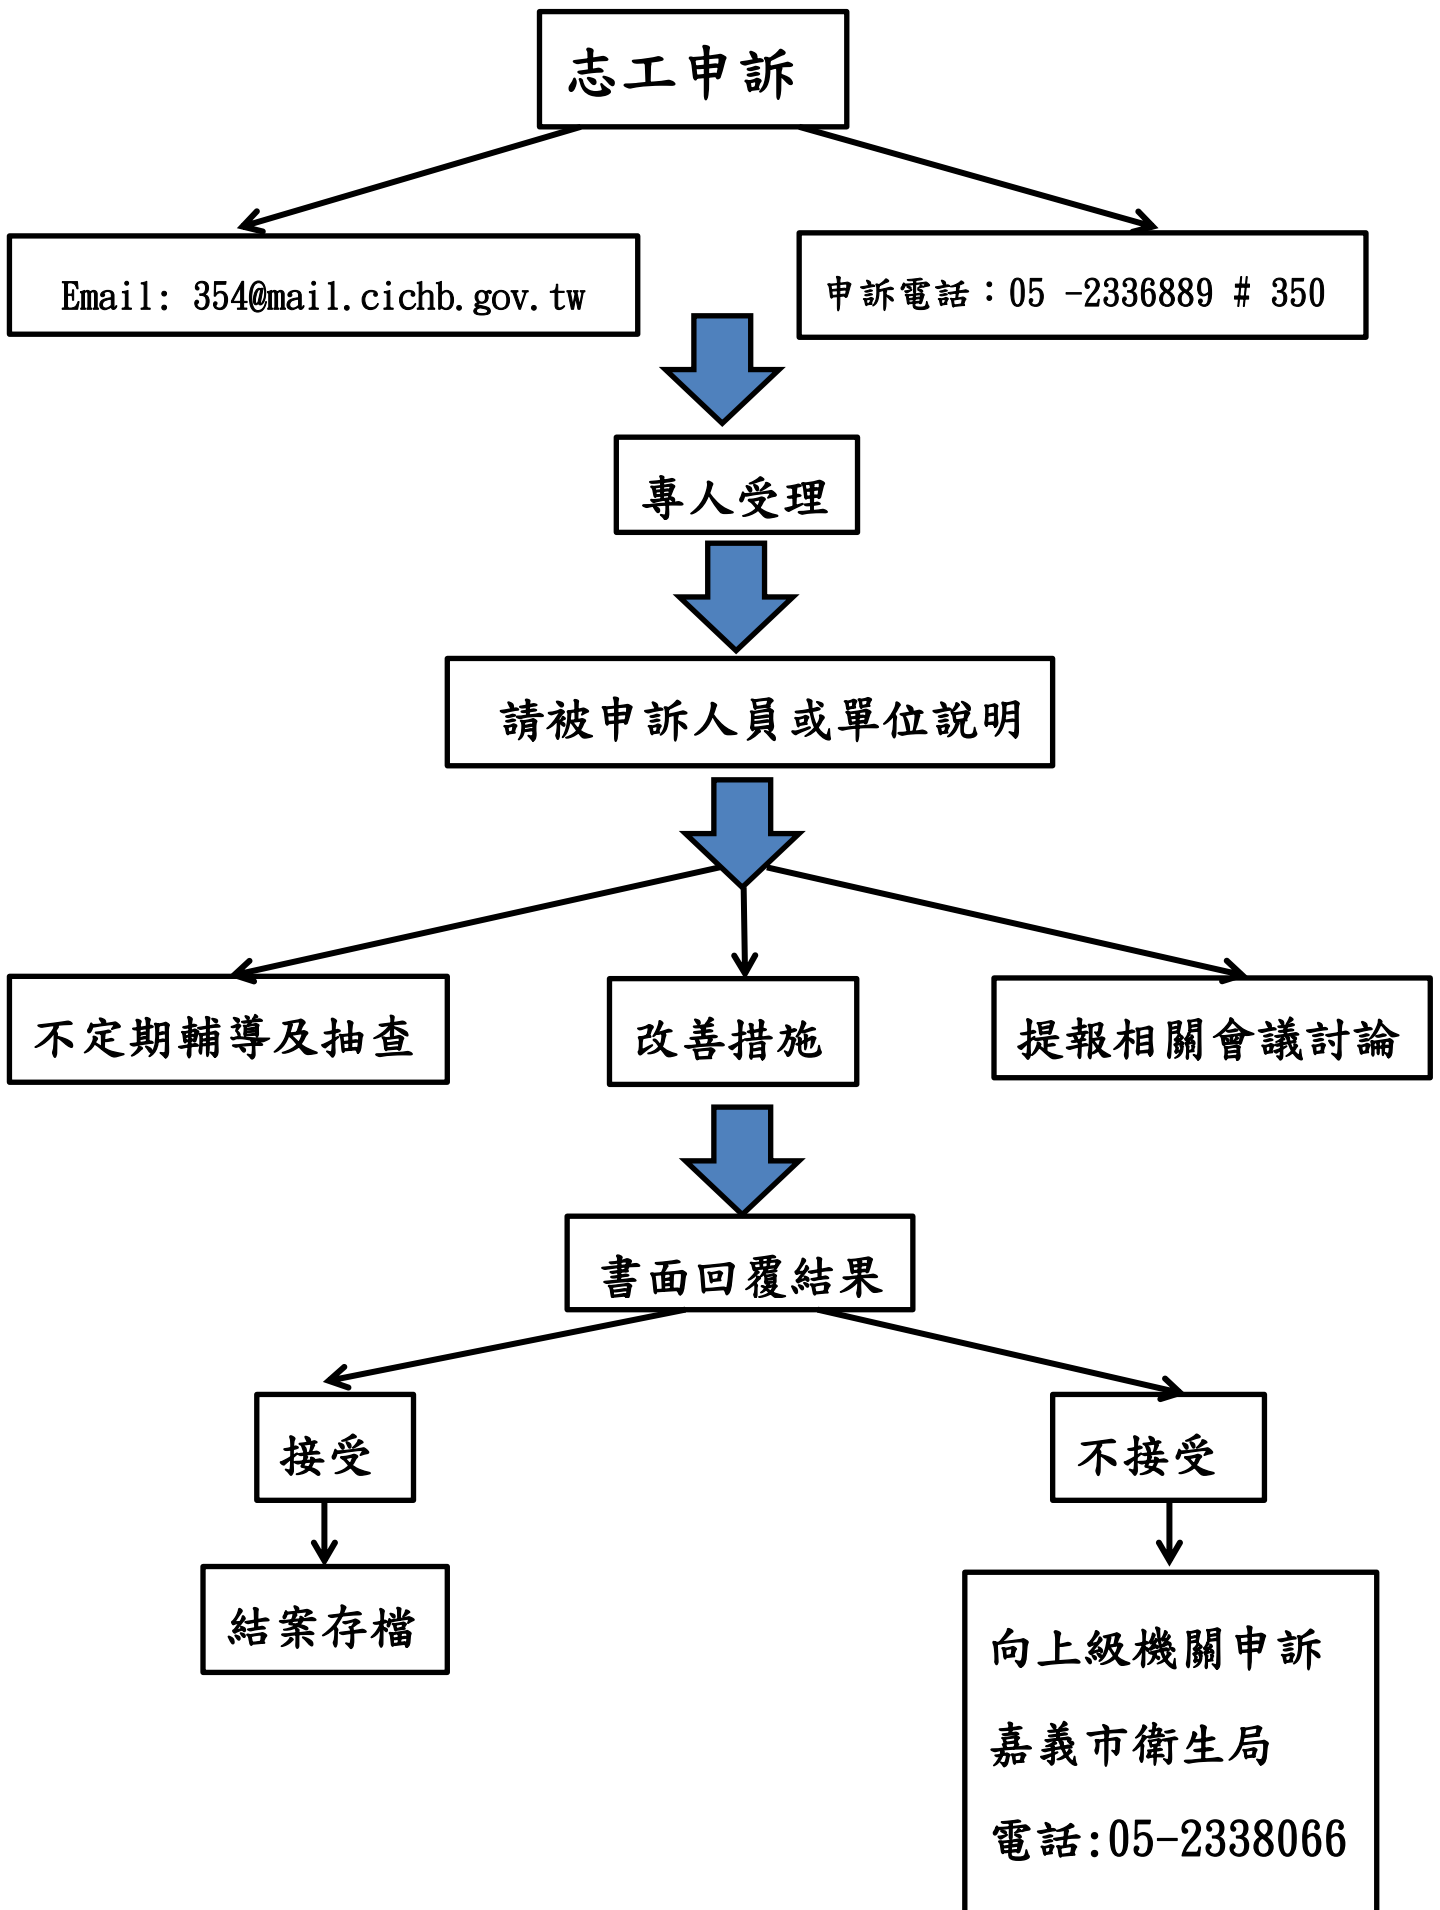 志工申訴
Email: 354@mail.cichb.gov.tw
申訴電話：05 -2336889 # 350
專人受理
請被申訴人員或單位說明
不定期輔導及抽查
改善措施
提報相關會議討論
書面回覆結果
接受
不接受
結案存檔
向上級機關申訴
嘉義市衛生局
電話:05-2338066